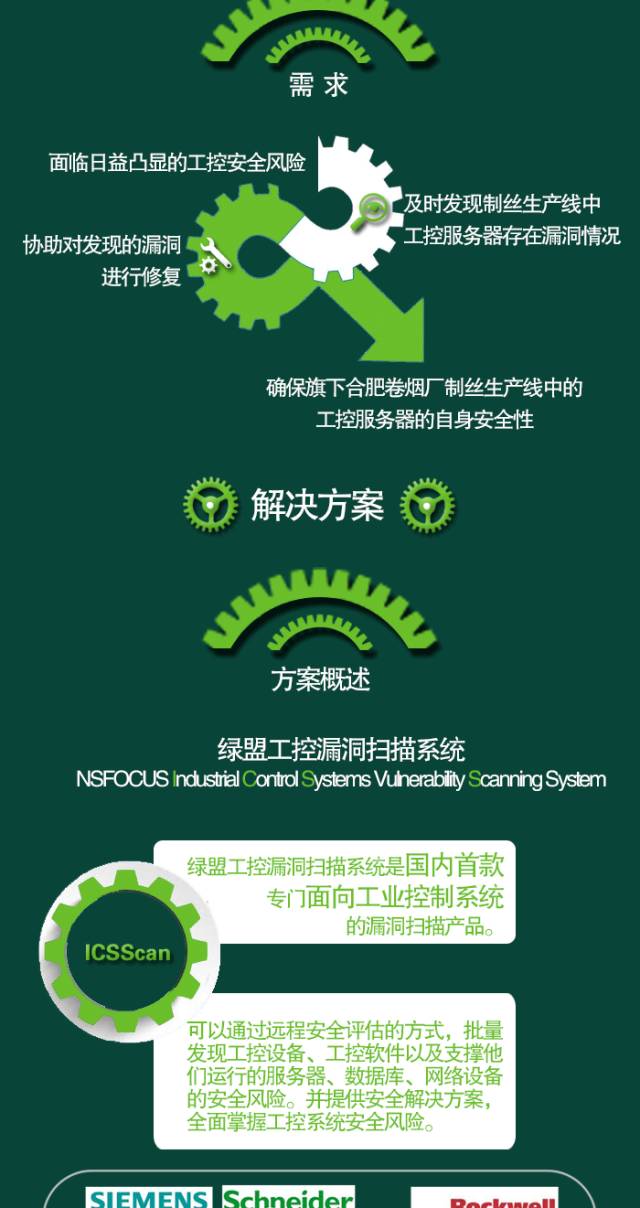 需 求
面临日益凸显的工控安全风险
及时发现制丝生产线中
工控服务器存在漏洞情况
协助对发现的漏洞
进行修复
确保旗下合肥卷烟厂制丝生产线中的
工控服务器的自身安全性
解决方案
方案概述
绿盟工控漏洞扫描系统
NSFOCUS Industrial Control Systems Vulnerability Scanning System
绿盟工控漏洞扫描系统是国内首款
专门面向工业控制系统
的漏洞扫描产品。
ICSScan
可以通过远程安全评估的方式，批量
发现工控设备、工控软件以及支撑他
们运行的服务器、数据库、网络设备
的安全风险。并提供安全解决方案，
全面掌握工控系统安全风险。
SIEMENS Schneider Rockwell